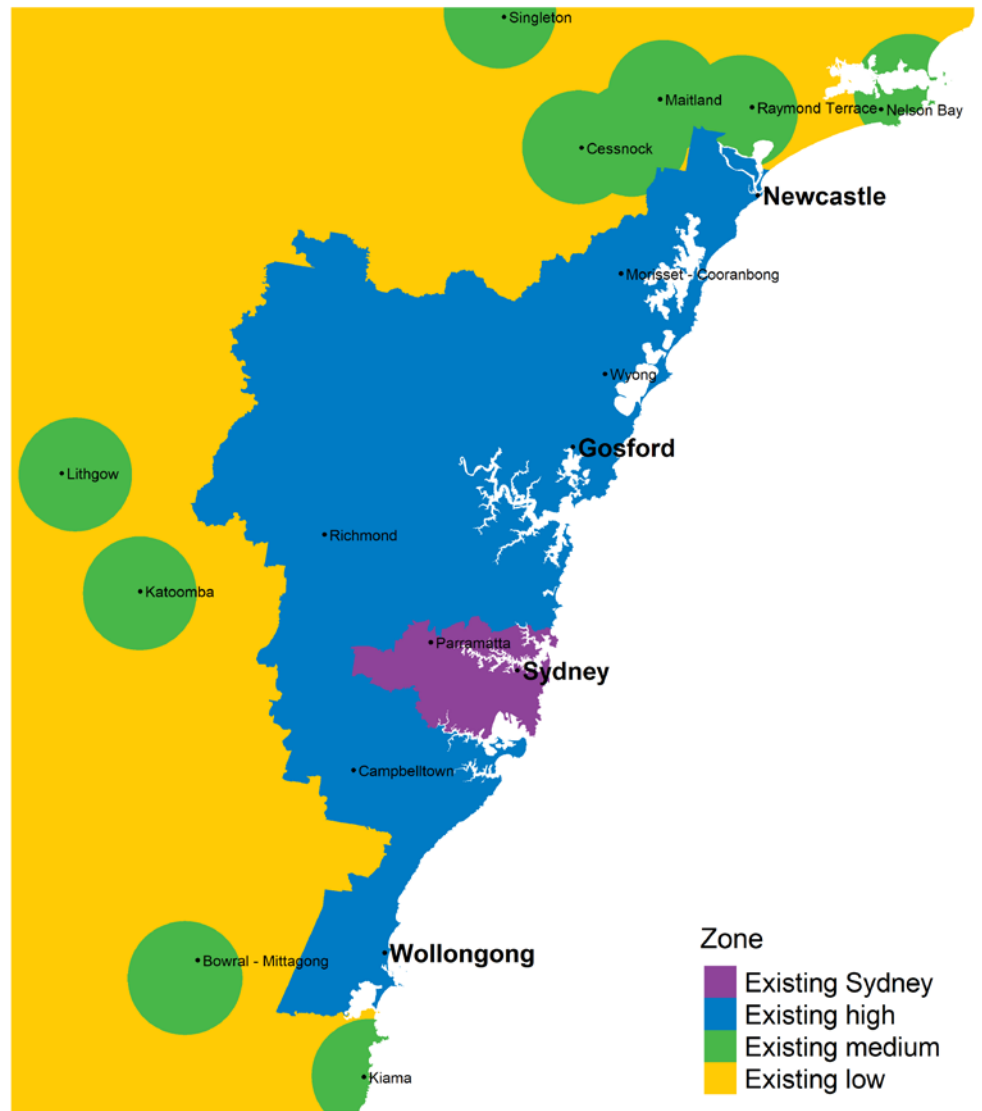 Singleton
Maitland
Raymond Terrace
Nelson Bay
Cessnock
Newcastle
Morisset - Cooranbong
Wyong
Gosford
Lithgow
Richmond
Katoomba
Parramatta
Sydney
Campbelltown
Wollongong
Bowral - Mittagong
Kiama
Zone
Existing Sydney
Existing high
Existing medium
Existing low